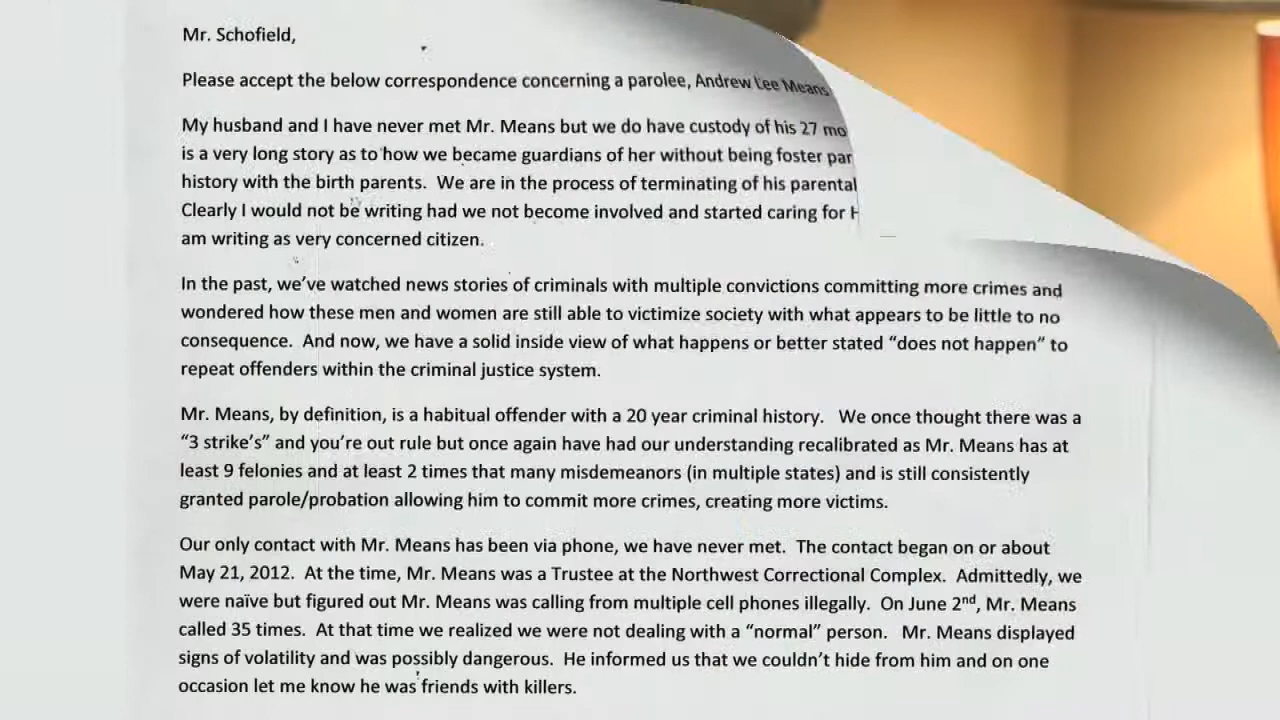 Mr. Schofield,
Please accept the below correspondence concerning a parolee, Andrew Lee Means
My husband and I have never met Mr. Means but we do have custody of his 27 mo
is a very long story as to how we became guardians of her without being foster par
history with the birth parents.  We are in the process of terminating of his parental
Clearly I would not be writing had we not become involved and started caring for
am writing as very concerned citizen.
In the past, we've watched news stories of criminals with multiple convictions committing more crimes and
wondered how these men and women are still able to victimize society with what appears to be little to no
consequence.  And now, we have a solid inside view of what happens or better stated “does not happen” to
repeat offenders within the criminal justice system.
Mr. Means, by definition, is a habitual offender with a 20 year criminal history.   We once thought there was a
“3 strike's” and you're out rule but once again have had our understanding recalibrated as Mr. Means has at
least 9 felonies and at least 2 times that many misdemeanors (in multiple states) and is still consistently
granted parole/probation allowing him to commit more crimes, creating more victims.
Our only contact with Mr. Means has been via phone, we have never met.  The contact began on or about
May 21, 2012.  At the time, Mr. Means was a Trustee at the Northwest Correctional Complex.  Admittedly, we
were naïve but figured out Mr. Means was calling from multiple cell phones illegally.  On June 2nd, Mr. Means
called 35 times.  At that time we realized we were not dealing with a “normal” person.   Mr. Means displayed
signs of volatility and was possibly dangerous.  He informed us that we couldn't hide from him and on one
occasion let me know he was friends with killers.